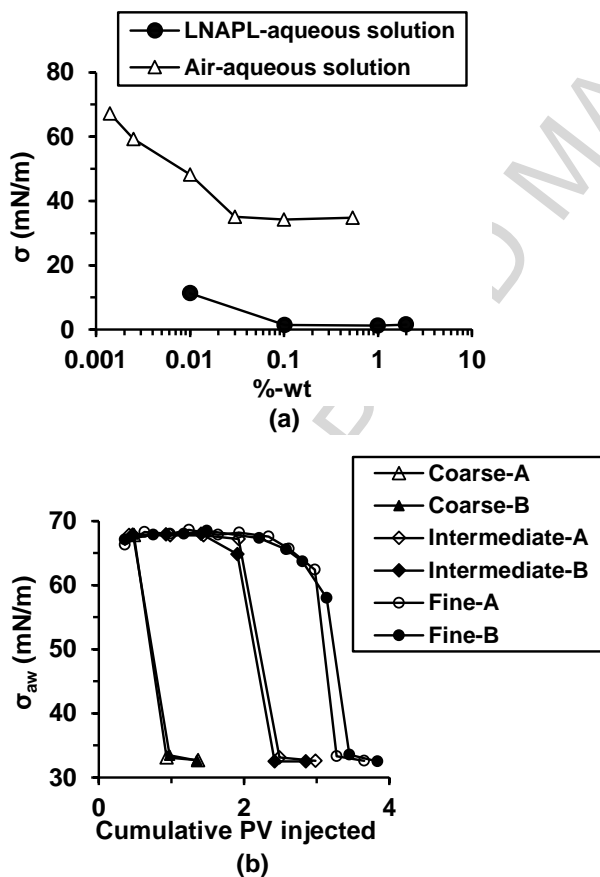 LNAPL-aqueous solution
Air-aqueous solution
80
60
40
20
0
σ (mN/m)
0.001 0.01 0.1 1 10
%-wt
(a)
Coarse-A
Coarse-B
Intermediate-A
Intermediate-B
Fine-A
Fine-B
70
60
50
40
30
σaw (mN/m)
0 2 4
Cumulative PV injected
(b)